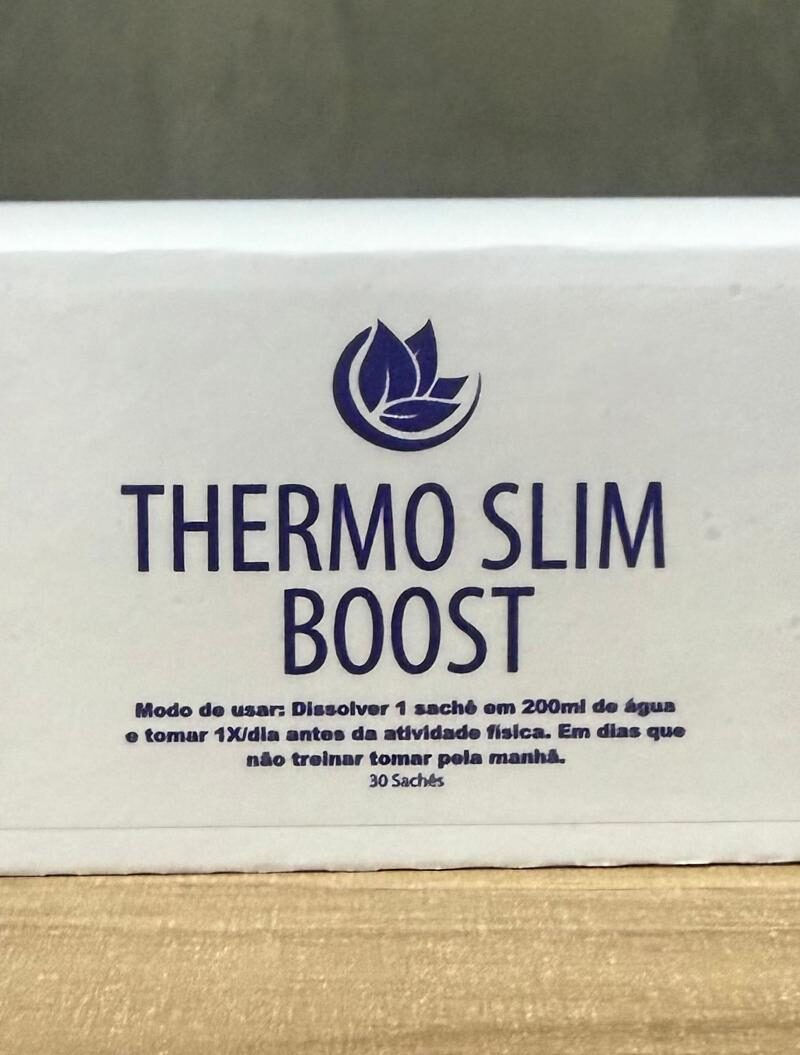 THERMO SLIM
BOOST
Modo de usar: Dissolver 1 sachê em 200ml de água
e tomar 1X/dia antes da atividade física. Em dias que
não treinar tomar pela manhã.
30 Sachês